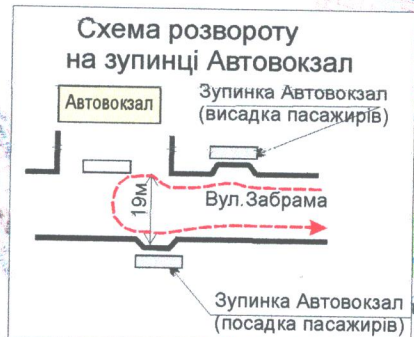 Схема розвороту
на зупинці Автовокзал
Автовокзал
Зупинка Автовокзал
(висадка пасажирів)
19м
Вул.Забрама
Зупинка Автовокзал
(посадка пасажирів)